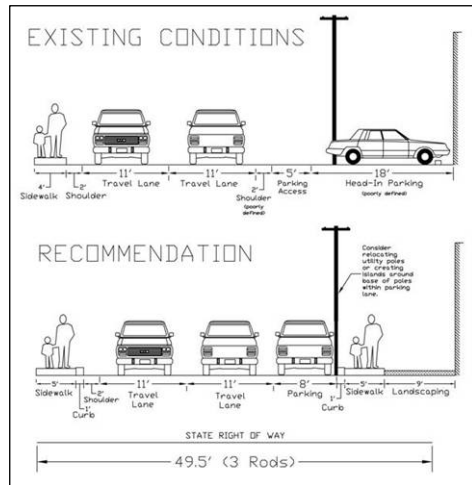 EXISTING CONDITIONS
4' 2' 11' 11' 2' 5' 18'
Sidewalk Shoulder Travel Lane Travel Lane Shoulder (poorly defined) Parking Access Head-In Parking (poorly defined)
RECOMMENDATION
Consider
relocating
utility poles
or creating
islands around
base of poles
within parking
lane.
5' 1' 2' 11' 11' 8' 1' 5' 9'
Sidewalk Curb Shoulder Travel Lane Travel Lane Parking Curb Sidewalk Landscaping
STATE RIGHT OF WAY
49.5' (3 Rods)